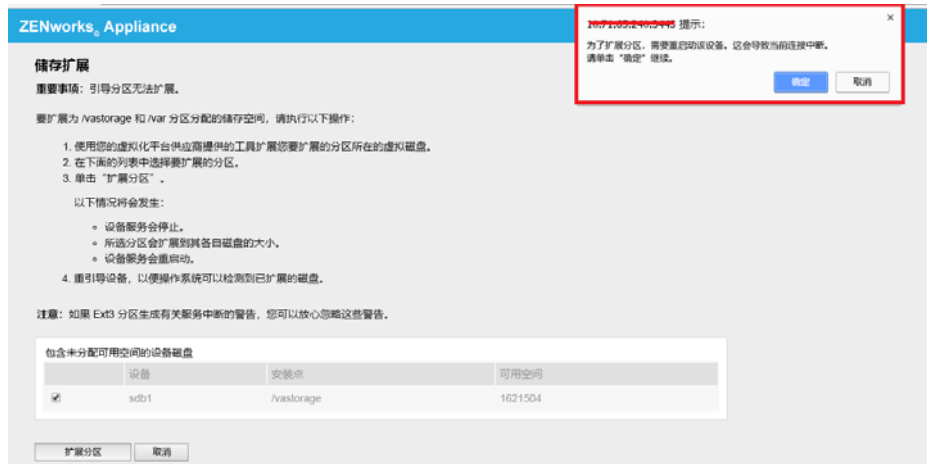 ZENworks® Appliance
提示：
×
为了扩展分区，需要重启动该设备。这会导致当前连接中断。
请单击“确定”继续。
确定
取消
储存扩展
重要事项：引导分区无法扩展。
要扩展为 /vastorage 和 /var 分区分配的储存空间，请执行以下操作：
1. 使用您的虚拟化平台供应商提供的工具扩展您要扩展的分区所在的虚拟磁盘。
2. 在下面的列表中选择要扩展的分区。
3. 单击“扩展分区”。
以下情况将会发生：
设备服务会停止。
所选分区会扩展到其各自磁盘的大小。
设备服务会重启动。
4. 重引导设备，以便操作系统可以检测到已扩展的磁盘。
注意：如果 Ext3 分区生成有关服务中断的警告，您可以放心忽略这些警告。
包含未分配可用空间的设备磁盘
设备 安装点 可用空间
sdb1 /vastorage 1621504
扩展分区 取消